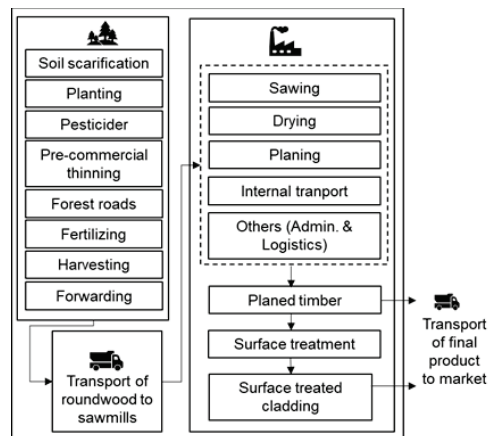 Soil scarification
Planting
Pesticider
Pre-commercial
thinning
Forest roads
Fertilizing
Harvesting
Forwarding
Transport of
roundwood to
sawmills
Sawing
Drying
Planing
Internal tranport
Others (Admin. &
Logistics)
Planed timber
Surface treatment
Surface treated
cladding
Transport
of final
product
to market